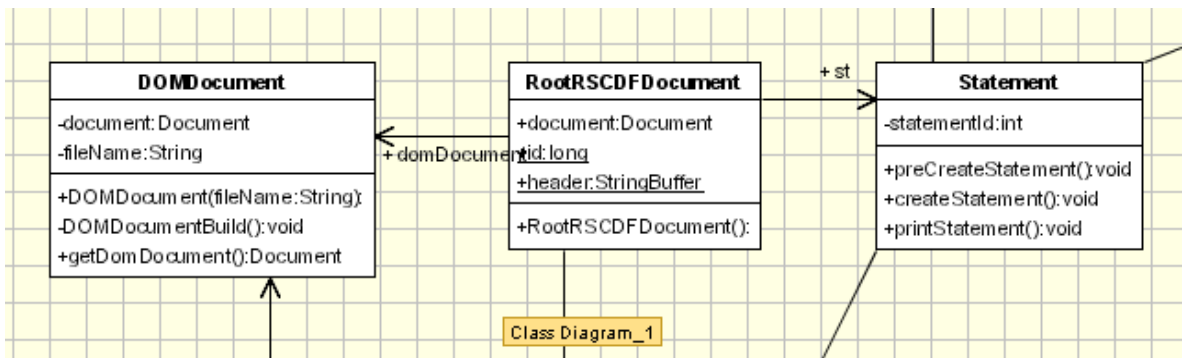 DOMDocument
-document:Document
-fileName:String
+DOMDocument(fileName:String):
-DOMDocumentBuild():void
+getDomDocument():Document
+ domDocument
RootRSCDFDocument
+document:Document
+id:long
+header:StringBuffer
+RootRSCDFDocument():
+ st
Statement
-statementId:int
+preCreateStatement():void
+createStatement():void
+printStatement():void
Class Diagram_1